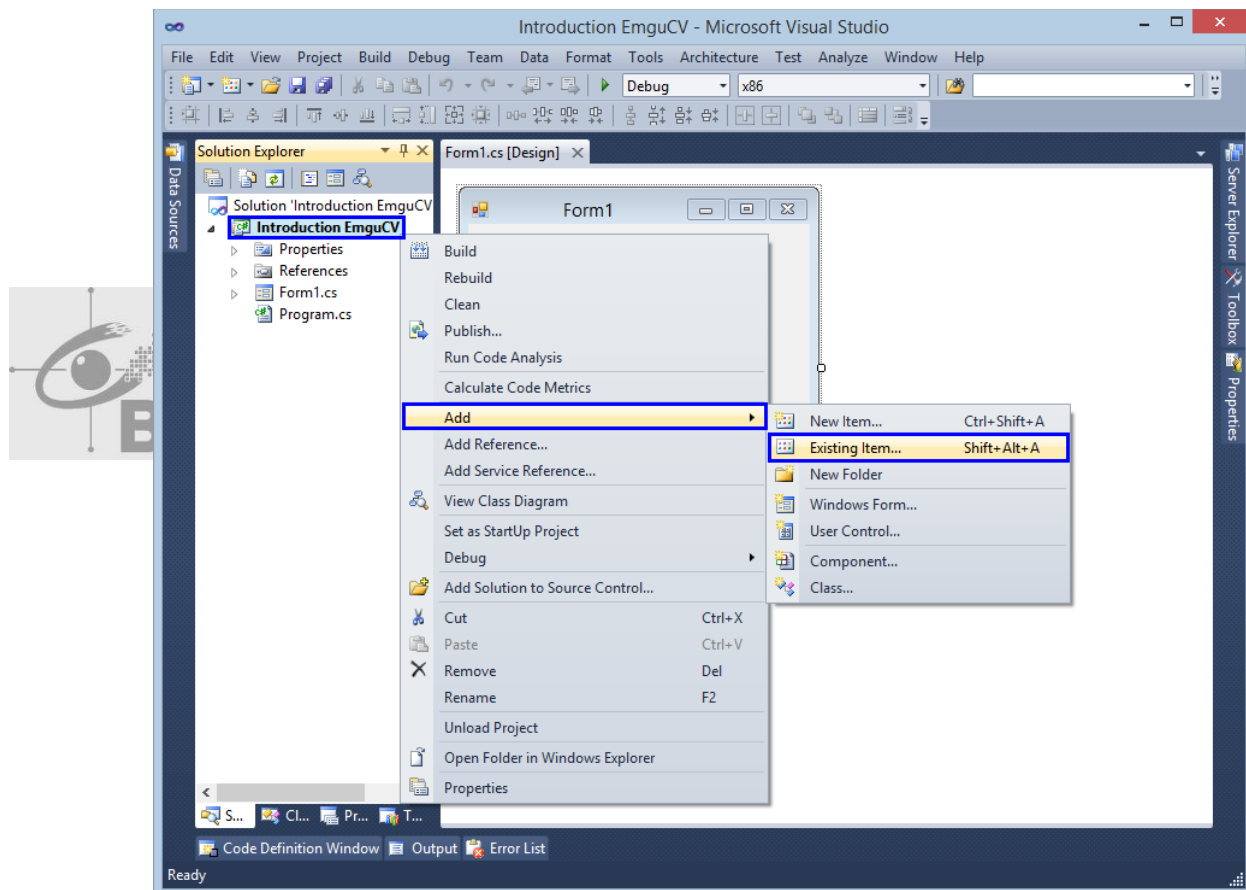 Introduction EmguCV - Microsoft Visual Studio
File Edit View Project Build Debug Team Data Format Tools Architecture Test Analyze Window Help
Debug x86
Data Sources
Solution Explorer
Form1.cs [Design]
Solution 'Introduction EmguCV
Introduction EmguCV
Properties
References
Form1.cs
Program.cs
Form1
Build
Rebuild
Clean
Publish...
Run Code Analysis
Calculate Code Metrics
Add
Add Reference...
Add Service Reference...
View Class Diagram
Set as StartUp Project
Debug
Add Solution to Source Control...
Cut Ctrl+X
Paste Ctrl+V
Remove Del
Rename F2
Unload Project
Open Folder in Windows Explorer
Properties
New Item... Ctrl+Shift+A
Existing Item... Shift+Alt+A
New Folder
Windows Form...
User Control...
Component...
Class...
Server Explorer
Toolbox
Properties
S... Cl... Pr... T...
Code Definition Window Output Error List
Ready